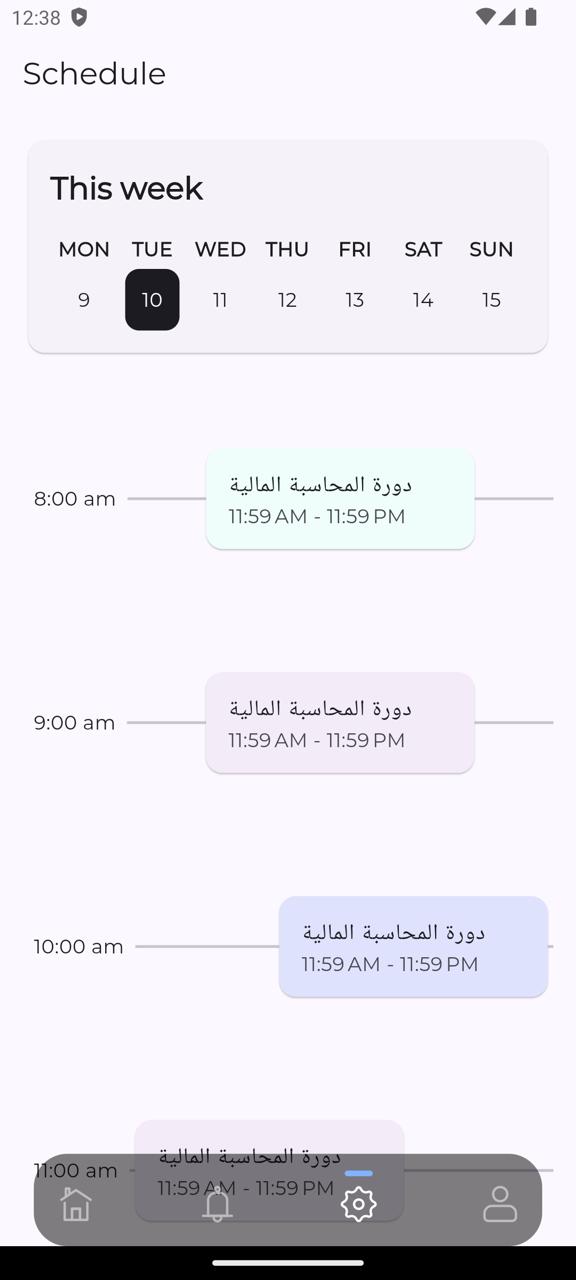 12:38
Schedule
This week
MON TUE WED THU FRI SAT SUN
9 10 11 12 13 14 15
8:00 am
دورة المحاسبة المالية
11:59 AM - 11:59 PM
9:00 am
دورة المحاسبة المالية
11:59 AM - 11:59 PM
10:00 am
دورة المحاسبة المالية
11:59 AM - 11:59 PM
11:00 am
دورة المحاسبة المالية
11:59 AM - 11:59 PM